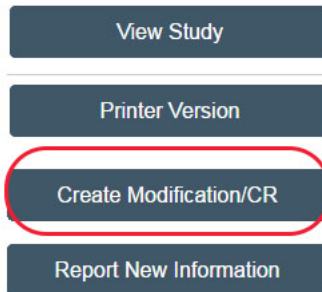 View Study
Printer Version
Create Modification/CR
Report New Information